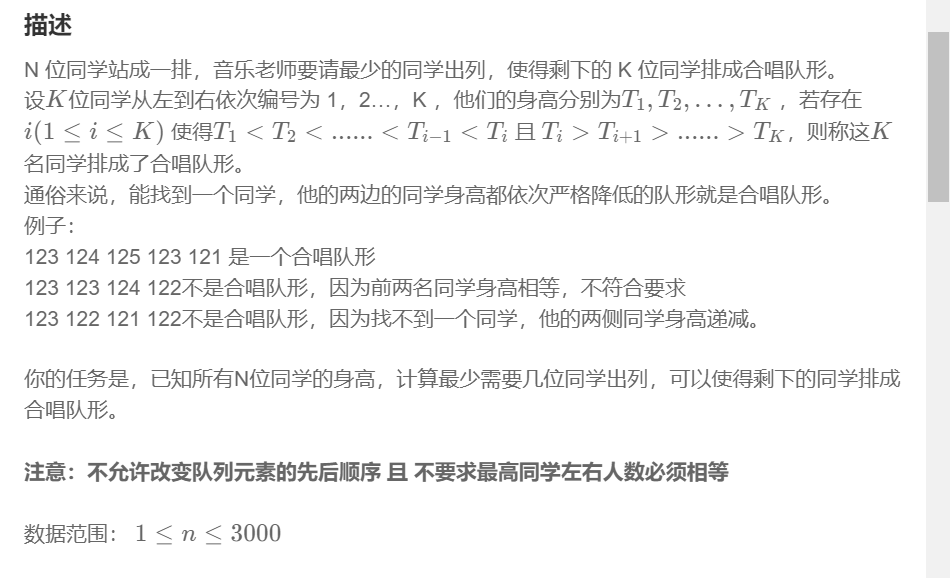 描述
N 位同学站成一排，音乐老师要请最少的同学出列，使得剩下的 K 位同学排成合唱队形。
设K位同学从左到右依次编号为 1，2…，K ，他们的身高分别为T₁, T₂, …, T_K ，若存在
i(1 ≤ i ≤ K) 使得T₁ < T₂ < ...... < T_{i−1} < T_i 且 T_i > T_{i+1} > ...... > T_K，则称这K
名同学排成了合唱队形。
通俗来说，能找到一个同学，他的两边的同学身高都依次严格降低的队形就是合唱队形。
例子：
123 124 125 123 121 是一个合唱队形
123 123 124 122不是合唱队形，因为前两名同学身高相等，不符合要求
123 122 121 122不是合唱队形，因为找不到一个同学，他的两侧同学身高递减。
你的任务是，已知所有N位同学的身高，计算最少需要几位同学出列，可以使得剩下的同学排成
合唱队形。
注意：不允许改变队列元素的先后顺序 且 不要求最高同学左右人数必须相等
数据范围： 1 ≤ n ≤ 3000